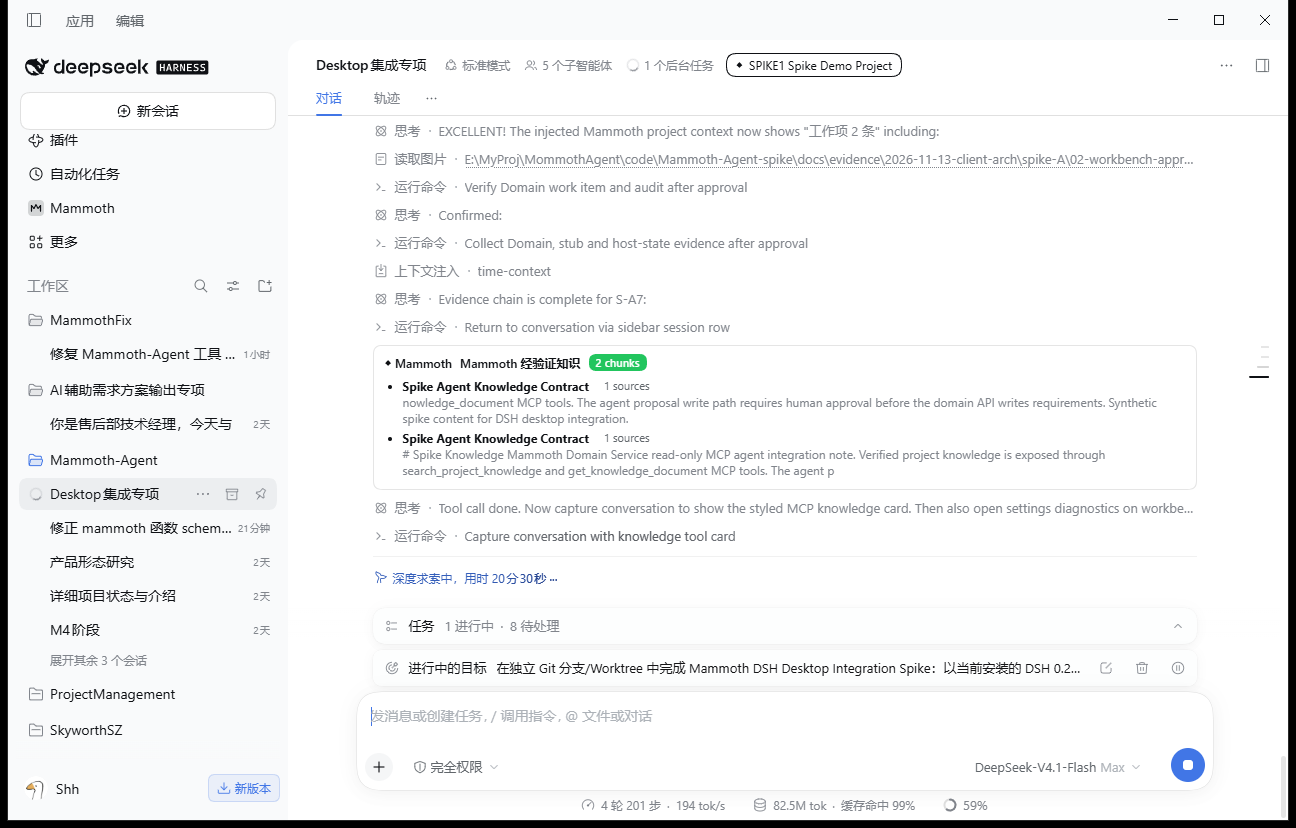 应用 编辑
deepseek HARNESS
新会话
插件
自动化任务
Mammoth
更多
工作区
MammothFix
修复 Mammoth-Agent 工具 ... 1小时
AI辅助需求方案输出专项
你是售后部技术经理，今天与 2天
Mammoth-Agent
Desktop集成专项 ...
修正 mammoth 函数 schem... 21分钟
产品形态研究 2天
详细项目状态与介绍 2天
M4阶段 2天
展开其余 3 个会话
ProjectManagement
SkyworthSZ
Shh 新版本
Desktop集成专项 标准模式 5 个子智能体 1 个后台任务 ◆ SPIKE1 Spike Demo Project ...
对话 轨迹 ...
思考 · EXCELLENT! The injected Mammoth project context now shows "工作项 2 条" including:
读取图片 · E:\MyProj\MommothAgent\code\Mammoth-Agent-spike\docs\evidence\2026-11-13-client-arch\spike-A\02-workbench-appr...
运行命令 · Verify Domain work item and audit after approval
思考 · Confirmed:
运行命令 · Collect Domain, stub and host-state evidence after approval
上下文注入 · time-context
思考 · Evidence chain is complete for S-A7:
运行命令 · Return to conversation via sidebar session row
◆ Mammoth Mammoth 经验证知识 2 chunks
• Spike Agent Knowledge Contract 1 sources
nowledge_document MCP tools. The agent proposal write path requires human approval before the domain API writes requirements. Synthetic
spike content for DSH desktop integration.
• Spike Agent Knowledge Contract 1 sources
# Spike Knowledge Mammoth Domain Service read-only MCP agent integration note. Verified project knowledge is exposed through
search_project_knowledge and get_knowledge_document MCP tools. The agent p
思考 · Tool call done. Now capture conversation to show the styled MCP knowledge card. Then also open settings diagnostics on workbe...
运行命令 · Capture conversation with knowledge tool card
深度求索中，用时 20分30秒 ...
任务 1 进行中 · 8 待处理
进行中的目标 在独立 Git 分支/Worktree 中完成 Mammoth DSH Desktop Integration Spike：以当前安装的 DSH 0.2...
发消息或创建任务, / 调用指令, @ 文件或对话
完全权限 DeepSeek-V4.1-Flash Max
4 轮 201 步 · 194 tok/s 82.5M tok · 缓存命中 99% 59%